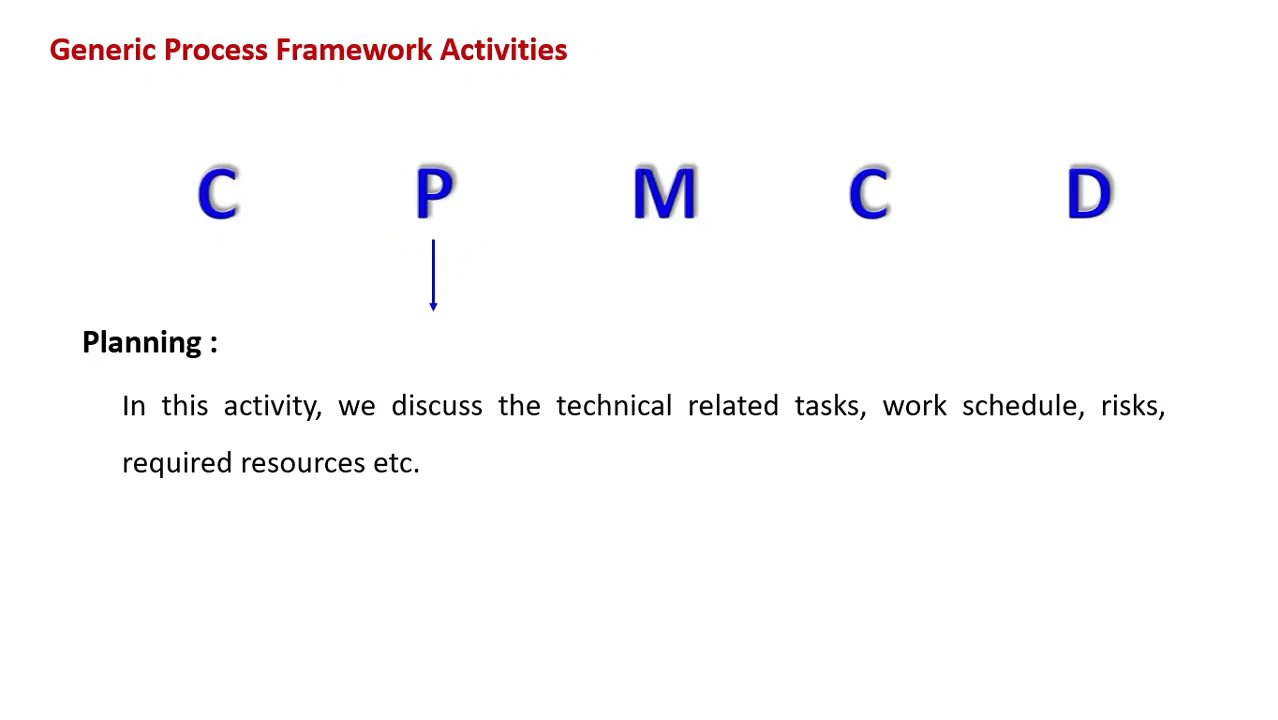 Generic Process Framework Activities
C P M C D
Planning :
In this activity, we discuss the technical related tasks, work schedule, risks,
required resources etc.